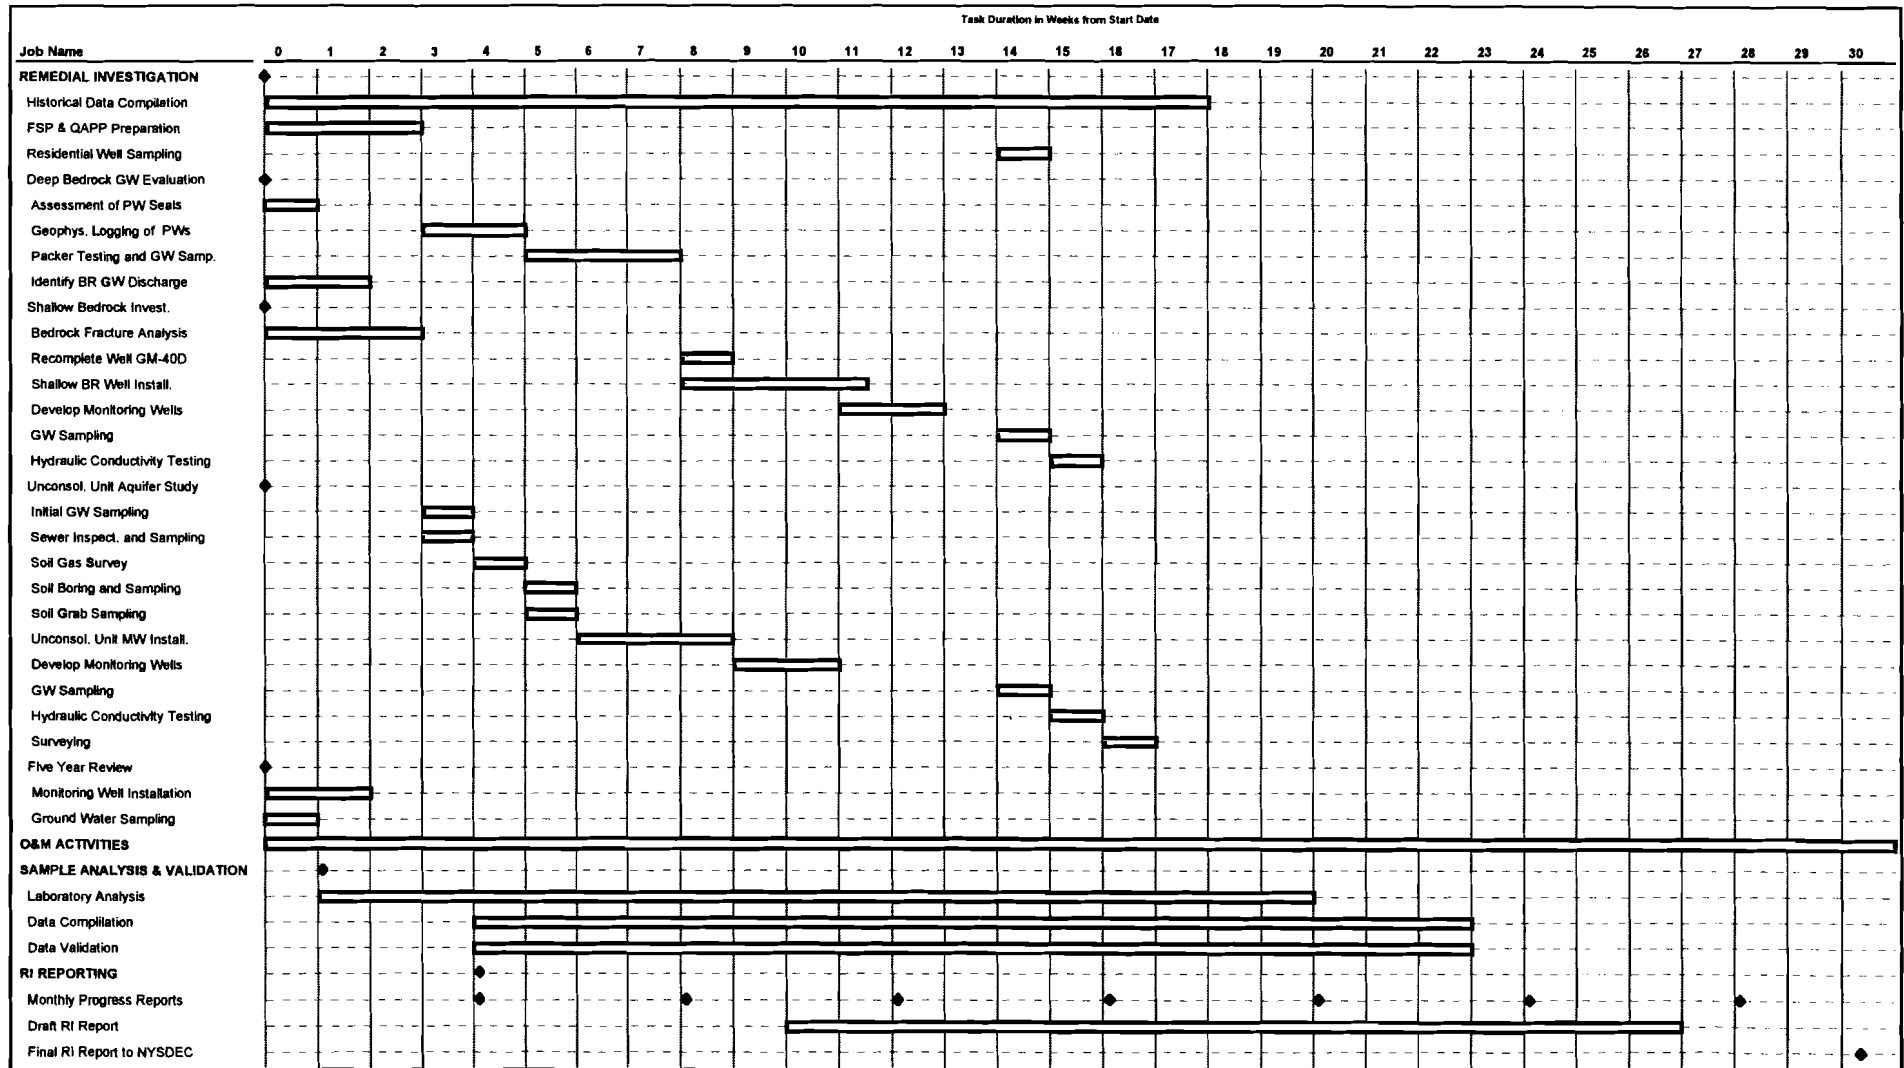 Task Duration in Weeks from Start Date
Job Name 0 1 2 3 4 5 6 7 8 9 10 11 12 13 14 15 16 17 18 19 20 21 22 23 24 25 26 27 28 29 30
REMEDIAL INVESTIGATION
Historical Data Compilation
FSP & QAPP Preparation
Residential Well Sampling
Deep Bedrock GW Evaluation
Assessment of PW Seals
Geophys. Logging of PWs
Packer Testing and GW Samp.
Identify BR GW Discharge
Shallow Bedrock Invest.
Bedrock Fracture Analysis
Recomplete Well GM-40D
Shallow BR Well Install.
Develop Monitoring Wells
GW Sampling
Hydraulic Conductivity Testing
Unconsol. Unit Aquifer Study
Initial GW Sampling
Sewer Inspect. and Sampling
Soil Gas Survey
Soil Boring and Sampling
Soil Grab Sampling
Unconsol. Unit MW Install.
Develop Monitoring Wells
GW Sampling
Hydraulic Conductivity Testing
Surveying
Five Year Review
Monitoring Well Installation
Ground Water Sampling
O&M ACTIVITIES
SAMPLE ANALYSIS & VALIDATION
Laboratory Analysis
Data Complilation
Data Validation
RI REPORTING
Monthly Progress Reports
Draft RI Report
Final RI Report to NYSDEC